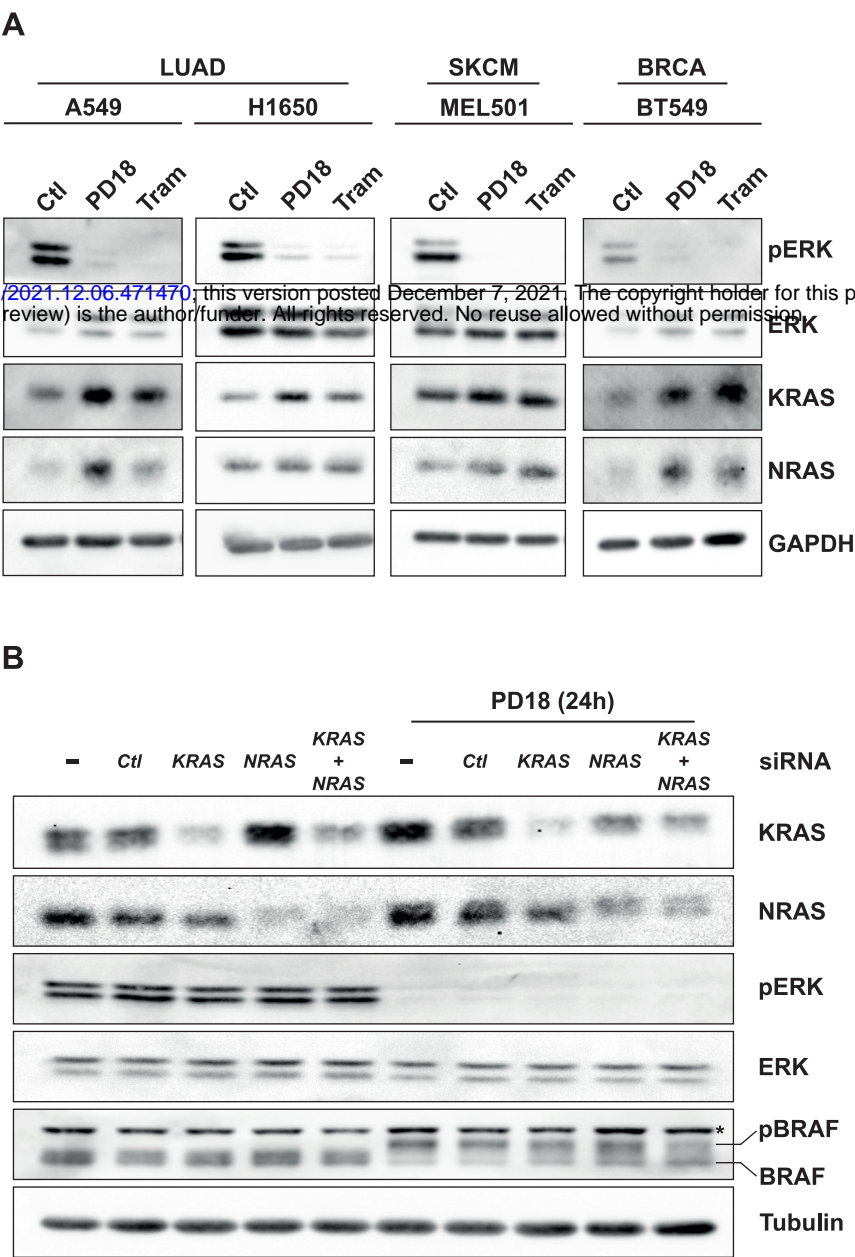 A
LUAD SKCM BRCA
A549 H1650 MEL501 BT549
Ctl PD18 Tram Ctl PD18 Tram Ctl PD18 Tram Ctl PD18 Tram
pERK
/2021.12.06.471470; this version posted December 7, 2021. The copyright holder for this p
review) is the author/funder. All rights reserved. No reuse allowed without permission.
ERK
KRAS
NRAS
GAPDH
B
PD18 (24h)
– Ctl KRAS NRAS KRAS + NRAS – Ctl KRAS NRAS KRAS + NRAS siRNA
KRAS
NRAS
pERK
ERK
* pBRAF
BRAF
Tubulin